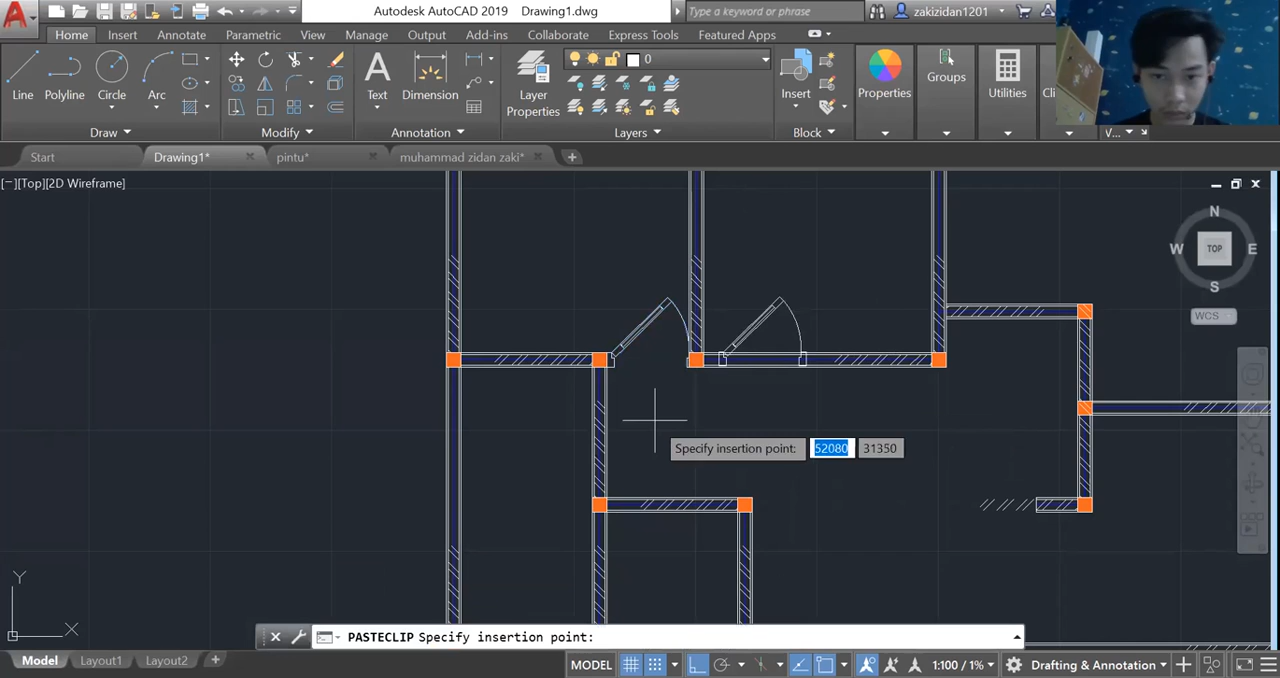 Autodesk AutoCAD 2019 Drawing1.dwg
Type a keyword or phrase
zakizidan1201
Home Insert Annotate Parametric View Manage Output Add-ins Collaborate Express Tools Featured Apps
Line Polyline Circle Arc
Text Dimension
Layer
Properties
0
Insert
Properties
Groups
Utilities
Draw
Modify
Annotation
Layers
Block
V...
Start Drawing1* pintu* muhammad zidan zaki*
[−][Top][2D Wireframe]
N
W TOP E
S
WCS
Specify insertion point: 52080 31350
Y
X
PASTECLIP Specify insertion point:
Model Layout1 Layout2
MODEL 1:100 / 1% Drafting & Annotation